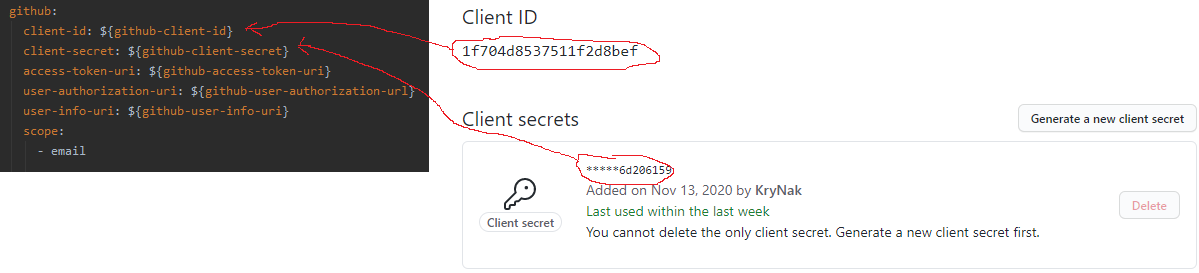 github:
client-id: ${github-client-id}
client-secret: ${github-client-secret}
access-token-uri: ${github-access-token-uri}
user-authorization-uri: ${github-user-authorization-url}
user-info-uri: ${github-user-info-uri}
scope:
- email
Client ID
1f704d8537511f2d8bef
Client secrets
Generate a new client secret
*****6d206159
Added on Nov 13, 2020 by KryNak
Client secret
Last used within the last week
You cannot delete the only client secret. Generate a new client secret first.
Delete